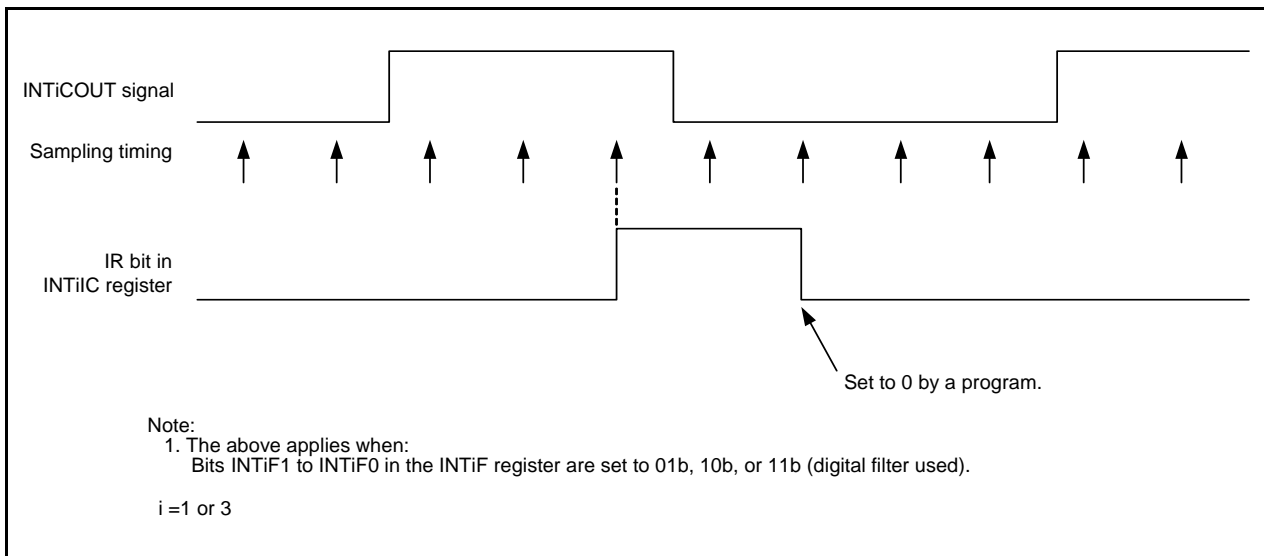 INTiCOUT signal
Sampling timing
IR bit in
INTiIC register
Set to 0 by a program.
Note:
1. The above applies when:
Bits INTiF1 to INTiF0 in the INTiF register are set to 01b, 10b, or 11b (digital filter used).
i =1 or 3